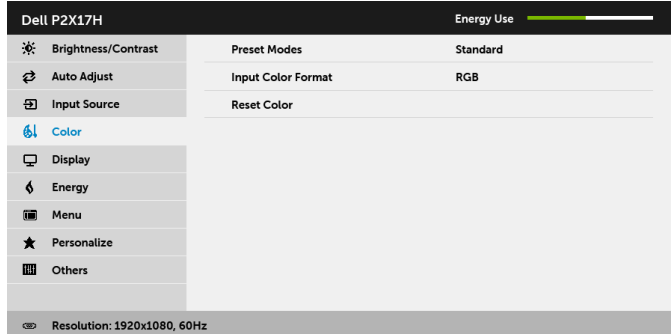 Dell P2X17H Energy Use
Brightness/Contrast Preset Modes Standard
Auto Adjust Input Color Format RGB
Input Source Reset Color
Color
Display
Energy
Menu
Personalize
Others
Resolution: 1920x1080, 60Hz